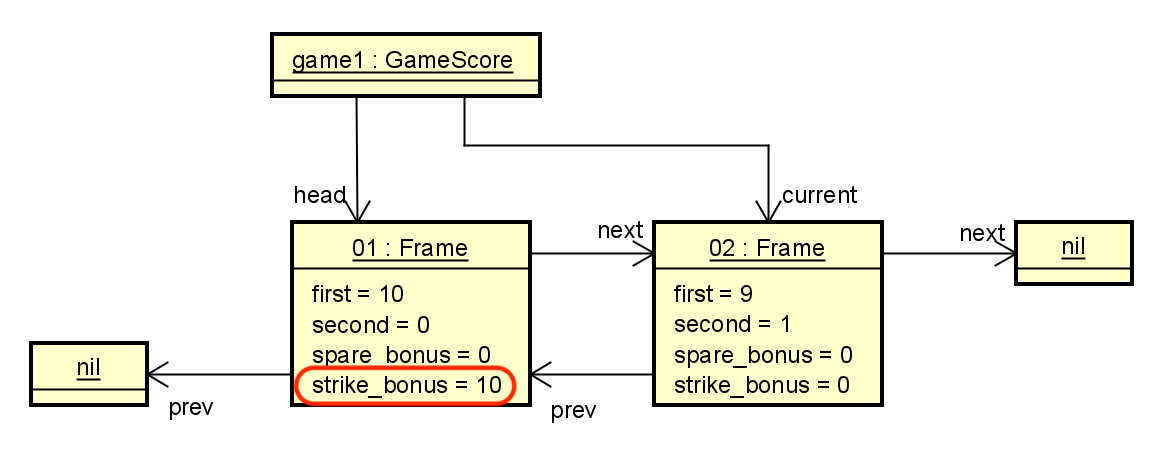 game1 : GameScore
head
current
01 : Frame
first = 10
second = 0
spare_bonus = 0
strike_bonus = 10
next
02 : Frame
first = 9
second = 1
spare_bonus = 0
strike_bonus = 0
next
nil
nil
prev
prev